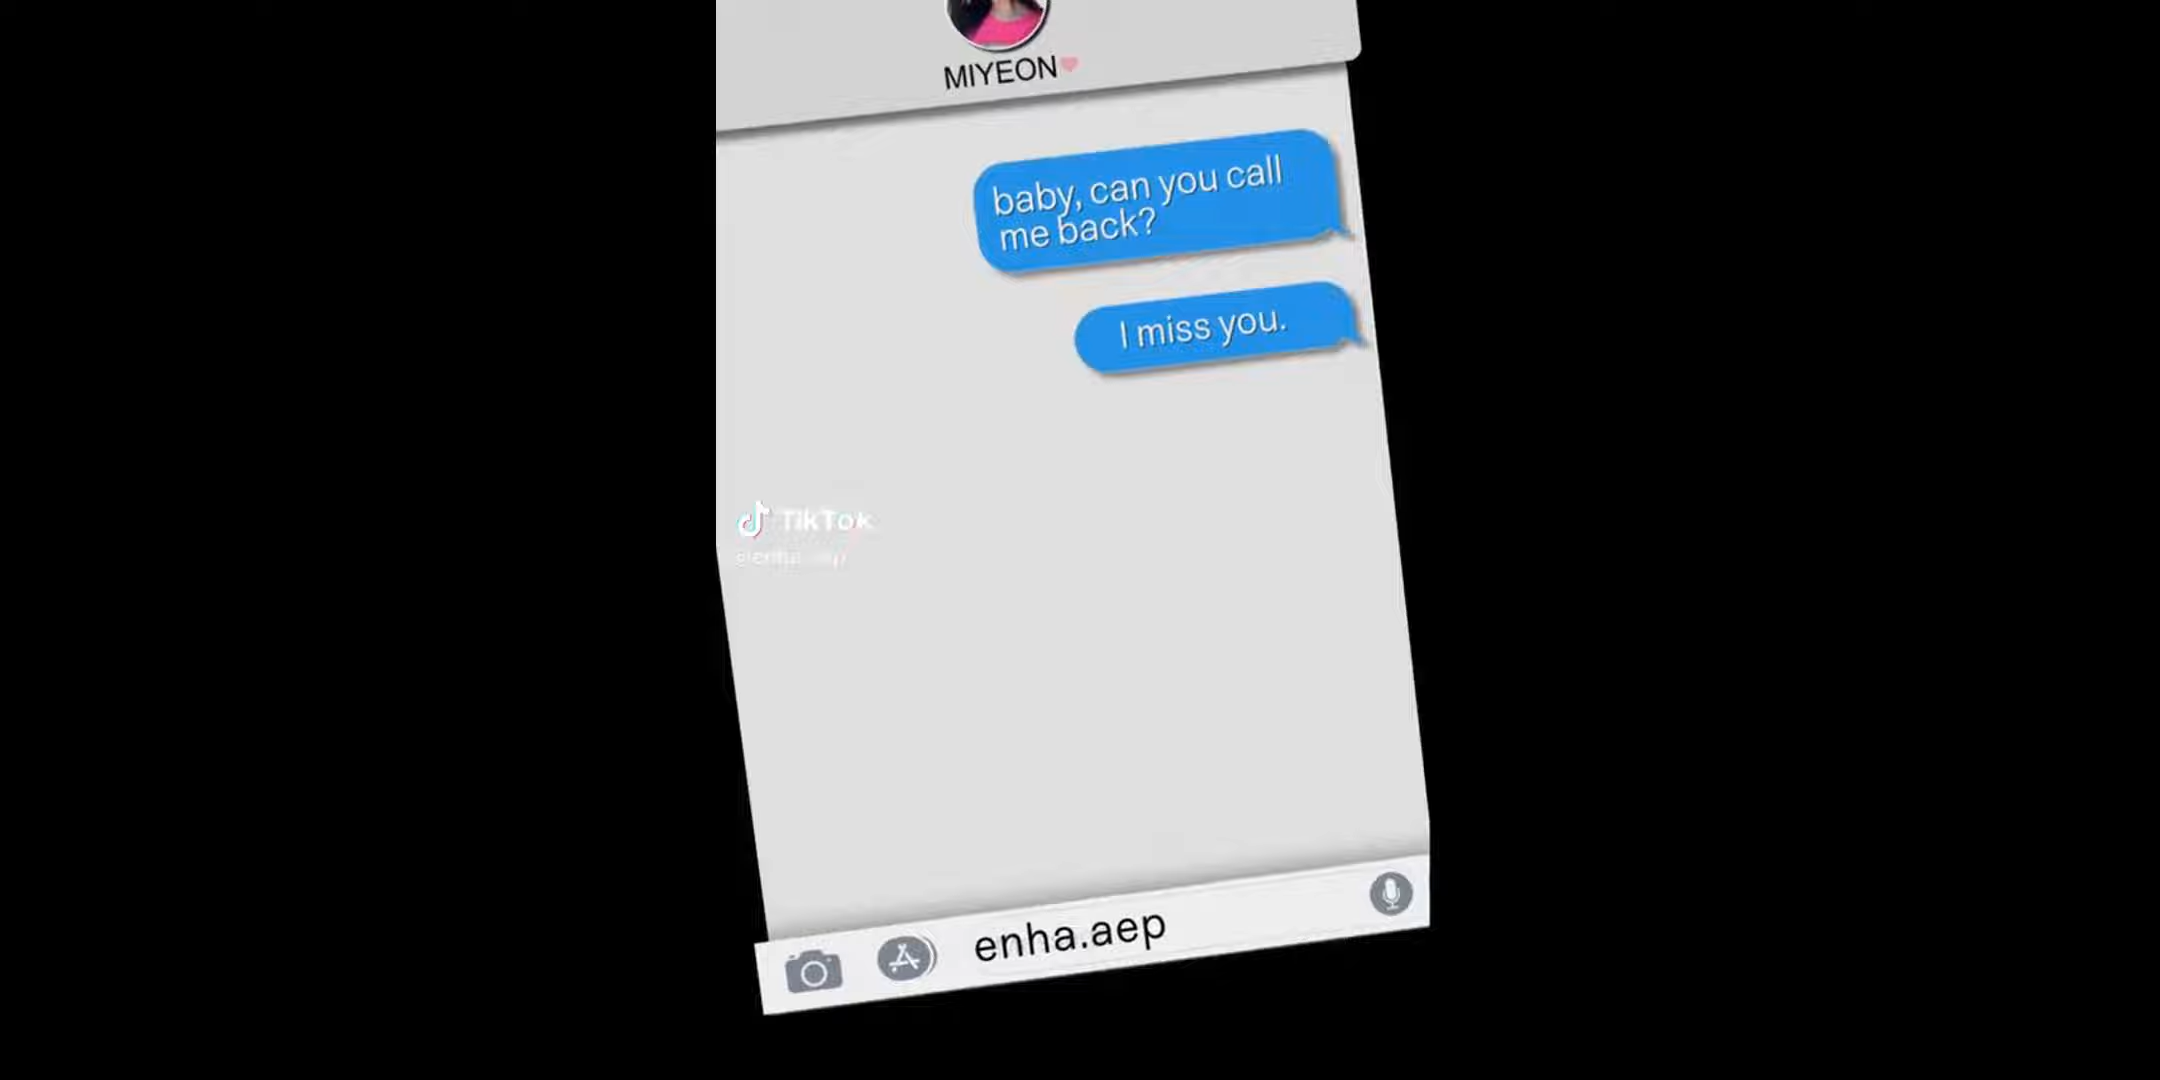 MIYEON🩷
baby, can you call
me back?
I miss you.
TikTok
enha.aep